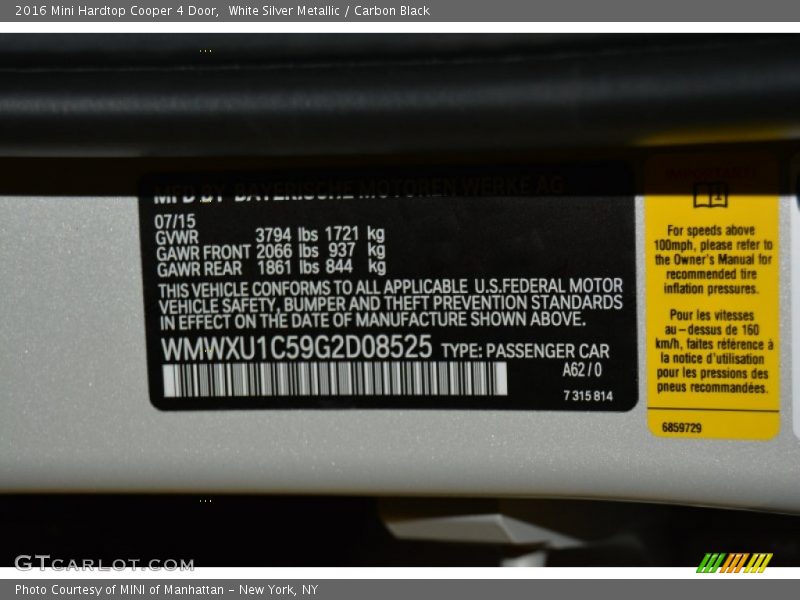 2016 Mini Hardtop Cooper 4 Door,  White Silver Metallic / Carbon Black
MFD BY BAYERISCHE MOTOREN WERKE AG
07/15
GVWR 3794 lbs 1721 kg
GAWR FRONT 2066 lbs 937 kg
GAWR REAR 1861 lbs 844 kg
THIS VEHICLE CONFORMS TO ALL APPLICABLE U.S.FEDERAL MOTOR
VEHICLE SAFETY, BUMPER AND THEFT PREVENTION STANDARDS
IN EFFECT ON THE DATE OF MANUFACTURE SHOWN ABOVE.
WMWXU1C59G2D08525 TYPE: PASSENGER CAR
A62/0
7 315 814
IMPORTANT!
For speeds above
100mph, please refer to
the Owner's Manual for
recommended tire
inflation pressures.
Pour les vitesses
au-dessus de 160
km/h, faites référence à
la notice d'utilisation
pour les pressions des
pneus recommandées.
6859729
GTCARLOT.COM
Photo Courtesy of MINI of Manhattan - New York, NY